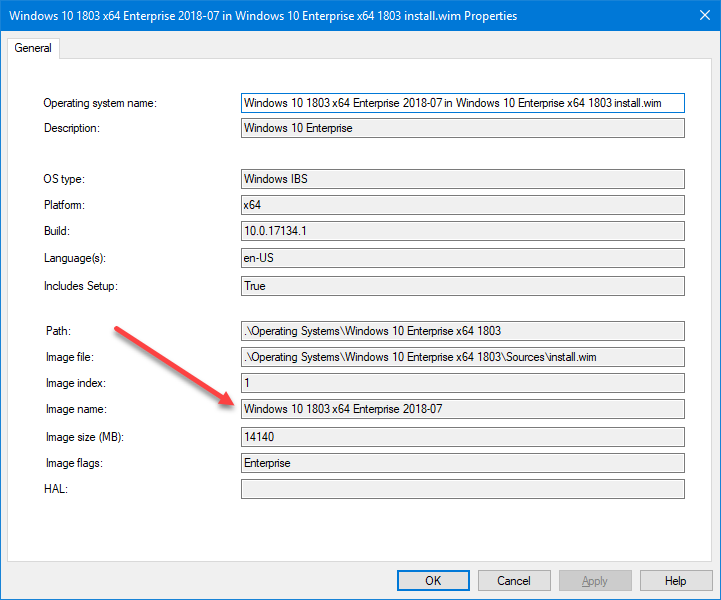 Windows 10 1803 x64 Enterprise 2018-07 in Windows 10 Enterprise x64 1803 install.wim Properties
General
Operating system name: Windows 10 1803 x64 Enterprise 2018-07 in Windows 10 Enterprise x64 1803 install.wim
Description: Windows 10 Enterprise
OS type: Windows IBS
Platform: x64
Build: 10.0.17134.1
Language(s): en-US
Includes Setup: True
Path: .\Operating Systems\Windows 10 Enterprise x64 1803
Image file: .\Operating Systems\Windows 10 Enterprise x64 1803\Sources\install.wim
Image index: 1
Image name: Windows 10 1803 x64 Enterprise 2018-07
Image size (MB): 14140
Image flags: Enterprise
HAL:
OK Cancel Apply Help